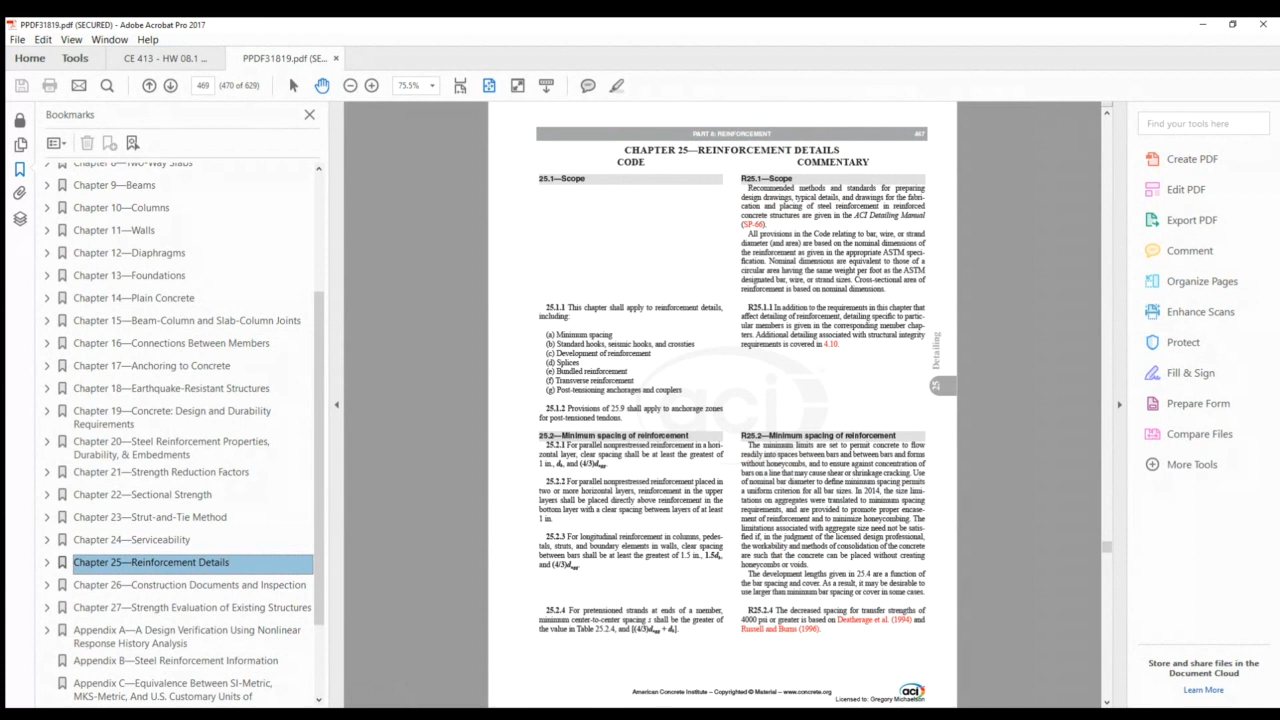 PPDF31819.pdf (SECURED) - Adobe Acrobat Pro 2017
File Edit View Window Help
Home Tools CE 413 - HW 08.1 ... PPDF31819.pdf (SE... ×
469 (470 of 629) 75.5%
Bookmarks
Chapter 8—Two-Way Slabs
Chapter 9—Beams
Chapter 10—Columns
Chapter 11—Walls
Chapter 12—Diaphragms
Chapter 13—Foundations
Chapter 14—Plain Concrete
Chapter 15—Beam-Column and Slab-Column Joints
Chapter 16—Connections Between Members
Chapter 17—Anchoring to Concrete
Chapter 18—Earthquake-Resistant Structures
Chapter 19—Concrete: Design and Durability
Requirements
Chapter 20—Steel Reinforcement Properties,
Durability, & Embedments
Chapter 21—Strength Reduction Factors
Chapter 22—Sectional Strength
Chapter 23—Strut-and-Tie Method
Chapter 24—Serviceability
Chapter 25—Reinforcement Details
Chapter 26—Construction Documents and Inspection
Chapter 27—Strength Evaluation of Existing Structures
Appendix A—A Design Verification Using Nonlinear
Response History Analysis
Appendix B—Steel Reinforcement Information
Appendix C—Equivalence Between SI-Metric,
MKS-Metric, And U.S. Customary Units of
PART 8: REINFORCEMENT 467
CHAPTER 25—REINFORCEMENT DETAILS
CODE
25.1—Scope
25.1.1 This chapter shall apply to reinforcement details,
including:
(a) Minimum spacing
(b) Standard hooks, seismic hooks, and crossties
(c) Development of reinforcement
(d) Splices
(e) Bundled reinforcement
(f) Transverse reinforcement
(g) Post-tensioning anchorages and couplers
25.1.2 Provisions of 25.9 shall apply to anchorage zones
for post-tensioned tendons.
25.2—Minimum spacing of reinforcement
25.2.1 For parallel nonprestressed reinforcement in a hori-
zontal layer, clear spacing shall be at least the greatest of
1 in., db, and (4/3)dagg.
25.2.2 For parallel nonprestressed reinforcement placed in
two or more horizontal layers, reinforcement in the upper
layers shall be placed directly above reinforcement in the
bottom layer with a clear spacing between layers of at least
1 in.
25.2.3 For longitudinal reinforcement in columns, pedes-
tals, struts, and boundary elements in walls, clear spacing
between bars shall be at least the greatest of 1.5 in., 1.5db,
and (4/3)dagg.
25.2.4 For pretensioned strands at ends of a member,
minimum center-to-center spacing s shall be the greater of
the value in Table 25.2.4, and [(4/3)dagg + db].
COMMENTARY
R25.1—Scope
Recommended methods and standards for preparing
design drawings, typical details, and drawings for the fabri-
cation and placing of steel reinforcement in reinforced
concrete structures are given in the ACI Detailing Manual
(SP-66).
All provisions in the Code relating to bar, wire, or strand
diameter (and area) are based on the nominal dimensions of
the reinforcement as given in the appropriate ASTM speci-
fication. Nominal dimensions are equivalent to those of a
circular area having the same weight per foot as the ASTM
designated bar, wire, or strand sizes. Cross-sectional area of
reinforcement is based on nominal dimensions.
R25.1.1 In addition to the requirements in this chapter that
affect detailing of reinforcement, detailing specific to partic-
ular members is given in the corresponding member chap-
ters. Additional detailing associated with structural integrity
requirements is covered in 4.10.
R25.2—Minimum spacing of reinforcement
The minimum limits are set to permit concrete to flow
readily into spaces between bars and between bars and forms
without honeycombs, and to ensure against concentration of
bars on a line that may cause shear or shrinkage cracking. Use
of nominal bar diameter to define minimum spacing permits
a uniform criterion for all bar sizes. In 2014, the size limi-
tations on aggregates were translated to minimum spacing
requirements, and are provided to promote proper encase-
ment of reinforcement and to minimize honeycombing. The
limitations associated with aggregate size need not be satis-
fied if, in the judgment of the licensed design professional,
the workability and methods of consolidation of the concrete
are such that the concrete can be placed without creating
honeycombs or voids.
The development lengths given in 25.4 are a function of
the bar spacing and cover. As a result, it may be desirable to
use larger than minimum bar spacing or cover in some cases.
R25.2.4 The decreased spacing for transfer strengths of
4000 psi or greater is based on Deatherage et al. (1994) and
Russell and Burns (1996).
Detailing
25
aci
American Concrete Institute – Copyrighted © Material – www.concrete.org
aci
Licensed to: Gregory Michaelson
Find your tools here
Create PDF
Edit PDF
Export PDF
Comment
Organize Pages
Enhance Scans
Protect
Fill & Sign
Prepare Form
Compare Files
More Tools
Store and share files in the
Document Cloud
Learn More